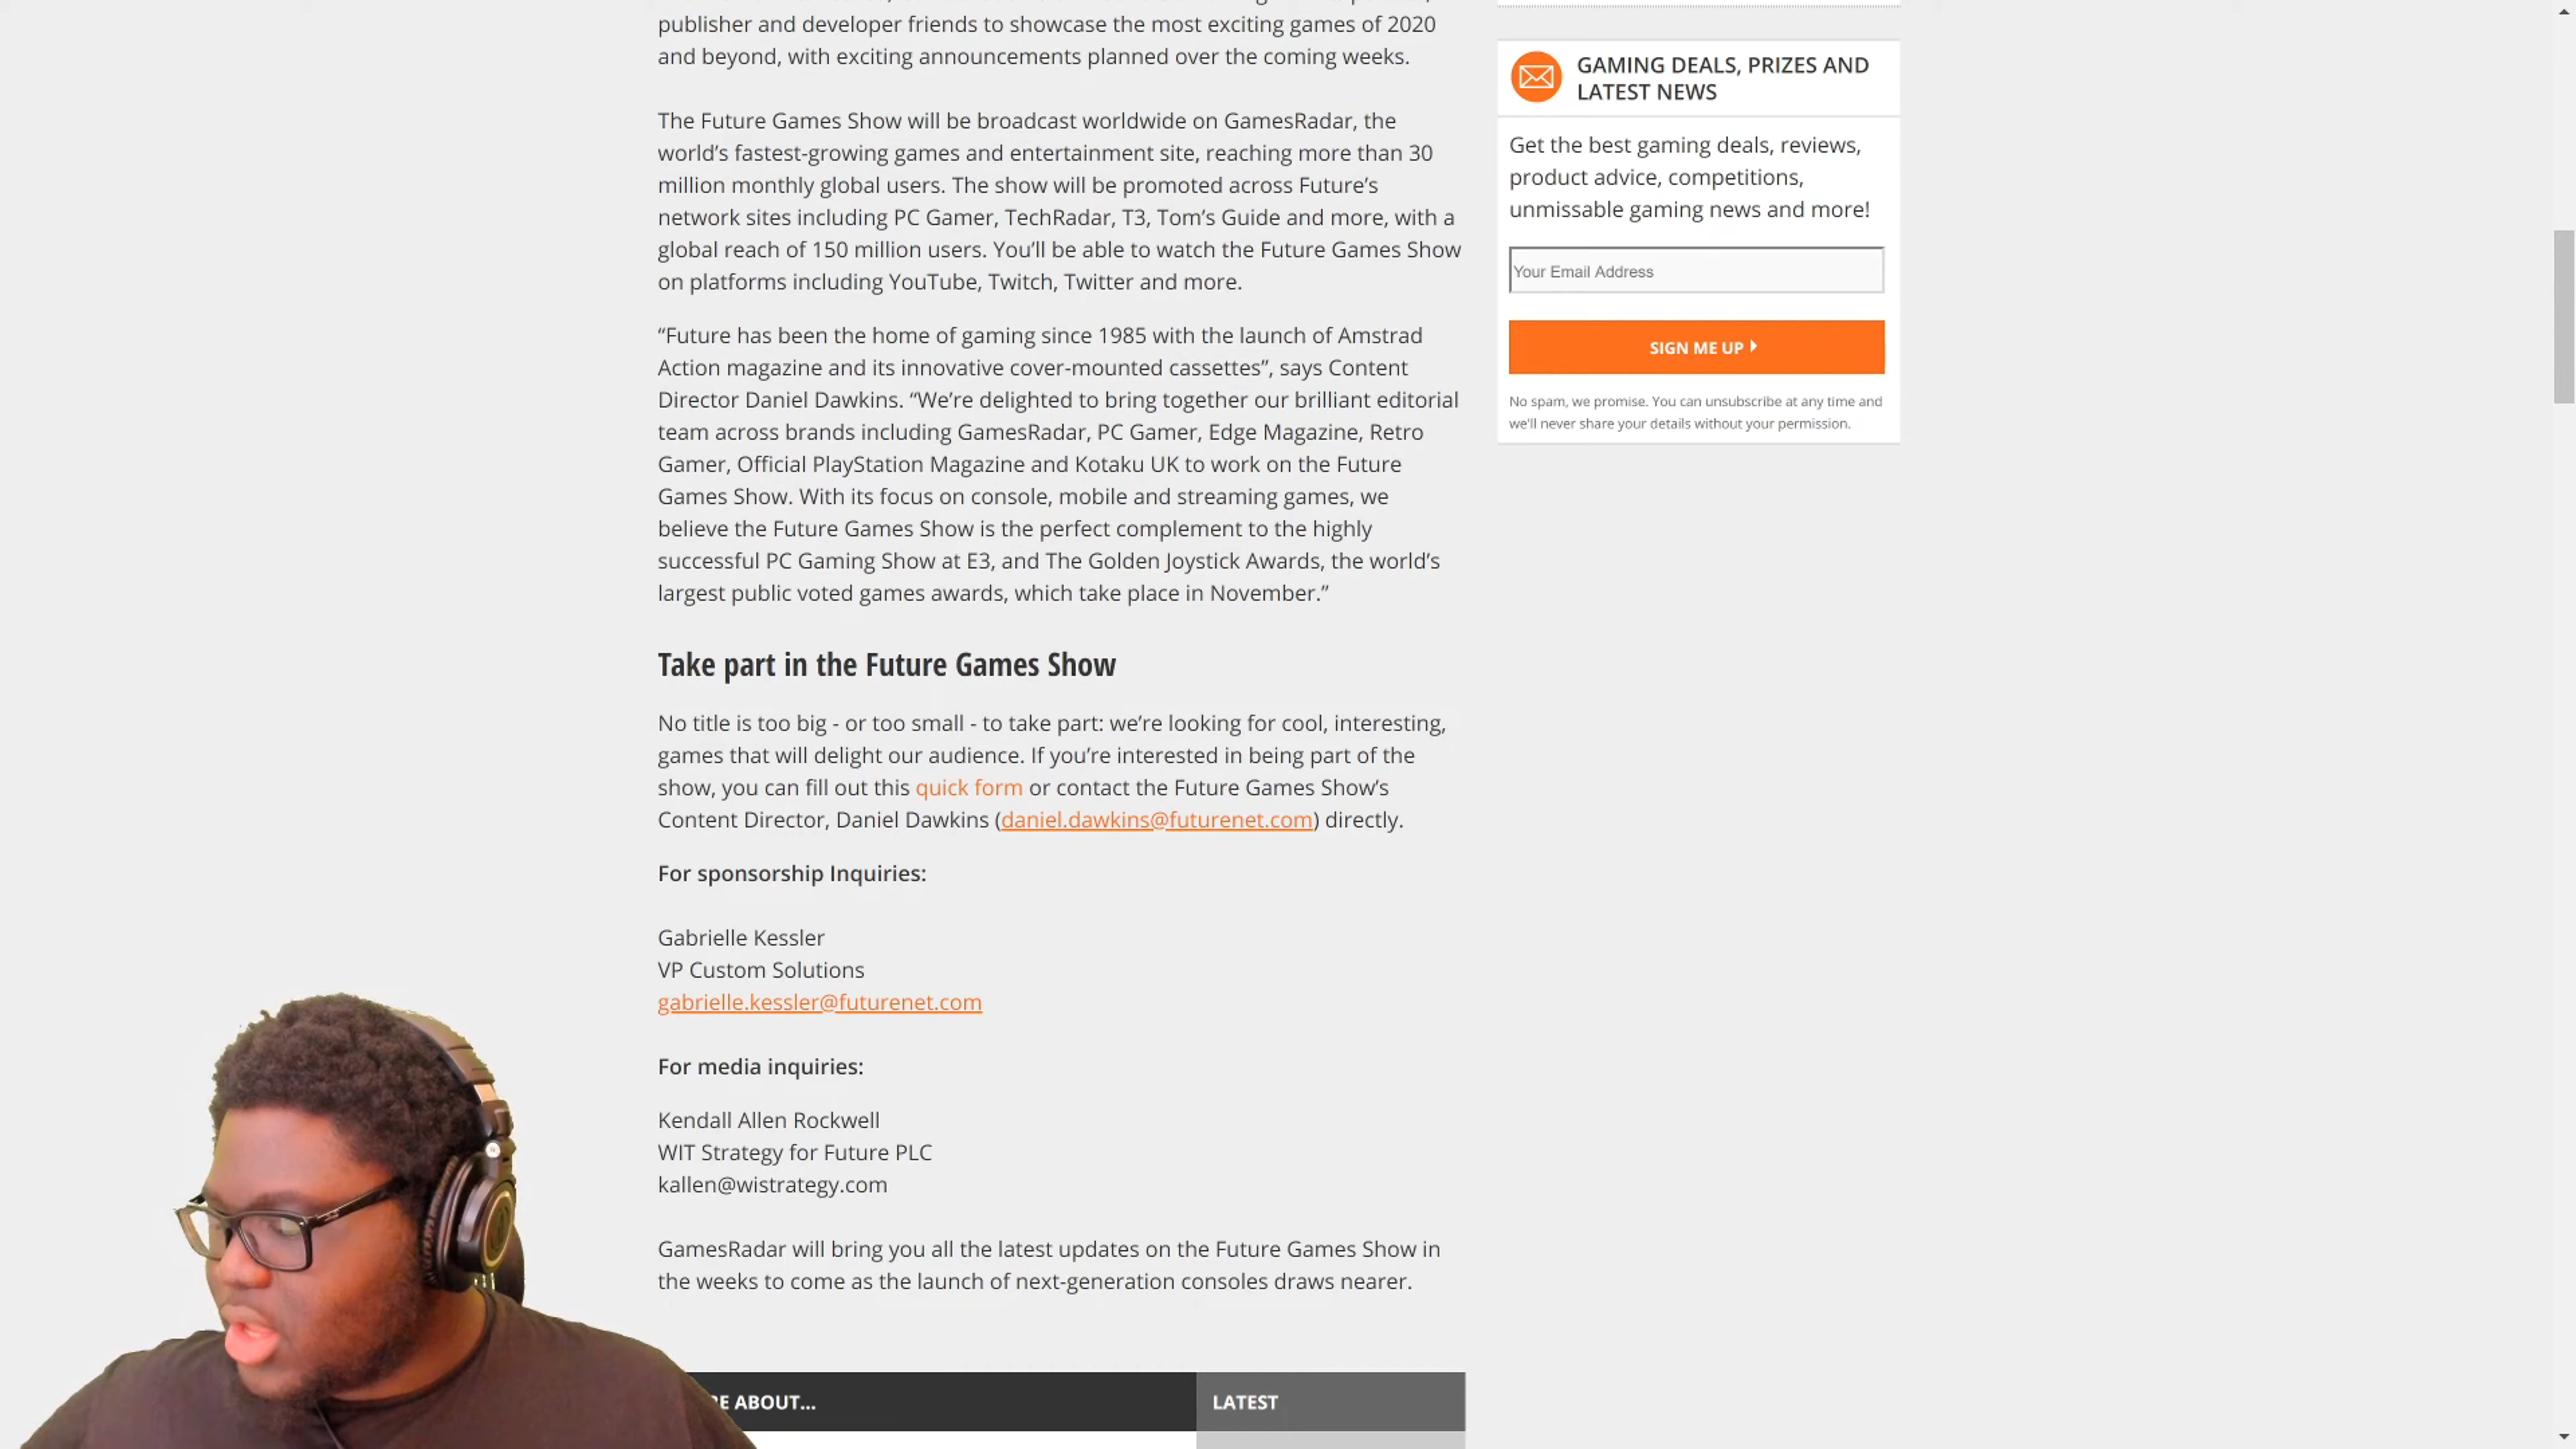 publisher and developer friends to showcase the most exciting games of 2020
and beyond, with exciting announcements planned over the coming weeks.
The Future Games Show will be broadcast worldwide on GamesRadar, the
world’s fastest-growing games and entertainment site, reaching more than 30
million monthly global users. The show will be promoted across Future’s
network sites including PC Gamer, TechRadar, T3, Tom’s Guide and more, with a
global reach of 150 million users. You’ll be able to watch the Future Games Show
on platforms including YouTube, Twitch, Twitter and more.
“Future has been the home of gaming since 1985 with the launch of Amstrad
Action magazine and its innovative cover-mounted cassettes”, says Content
Director Daniel Dawkins. “We’re delighted to bring together our brilliant editorial
team across brands including GamesRadar, PC Gamer, Edge Magazine, Retro
Gamer, Official PlayStation Magazine and Kotaku UK to work on the Future
Games Show. With its focus on console, mobile and streaming games, we
believe the Future Games Show is the perfect complement to the highly
successful PC Gaming Show at E3, and The Golden Joystick Awards, the world’s
largest public voted games awards, which take place in November.”
Take part in the Future Games Show
No title is too big - or too small - to take part: we’re looking for cool, interesting,
games that will delight our audience. If you’re interested in being part of the
show, you can fill out this quick form or contact the Future Games Show’s
Content Director, Daniel Dawkins (daniel.dawkins@futurenet.com) directly.
For sponsorship Inquiries:
Gabrielle Kessler
VP Custom Solutions
gabrielle.kessler@futurenet.com
For media inquiries:
Kendall Allen Rockwell
WIT Strategy for Future PLC
kallen@wistrategy.com
GamesRadar will bring you all the latest updates on the Future Games Show in
the weeks to come as the launch of next-generation consoles draws nearer.
ABOUT...
LATEST
GAMING DEALS, PRIZES AND
LATEST NEWS
Get the best gaming deals, reviews,
product advice, competitions,
unmissable gaming news and more!
Your Email Address
SIGN ME UP
No spam, we promise. You can unsubscribe at any time and
we'll never share your details without your permission.